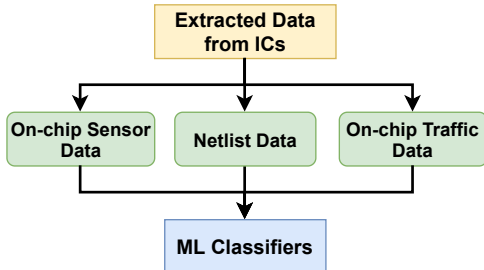 Extracted Data
from ICs
On-chip Sensor
Data
Netlist Data
On-chip Traffic
Data
ML Classifiers